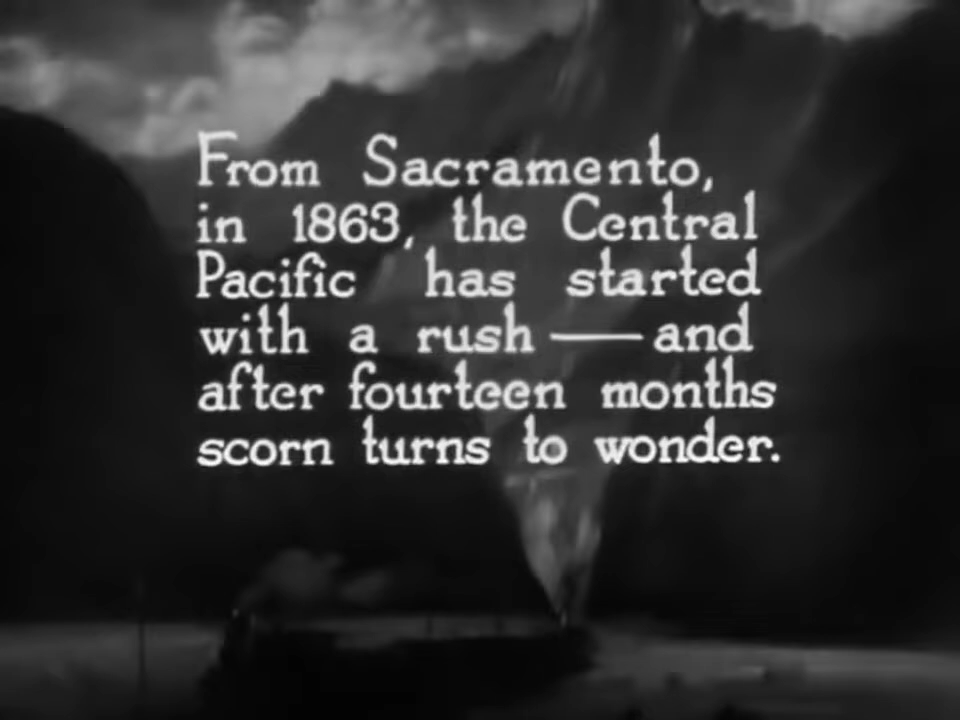 From Sacramento,
in 1863, the Central
Pacific has started
with a rush — and
after fourteen months
scorn turns to wonder.